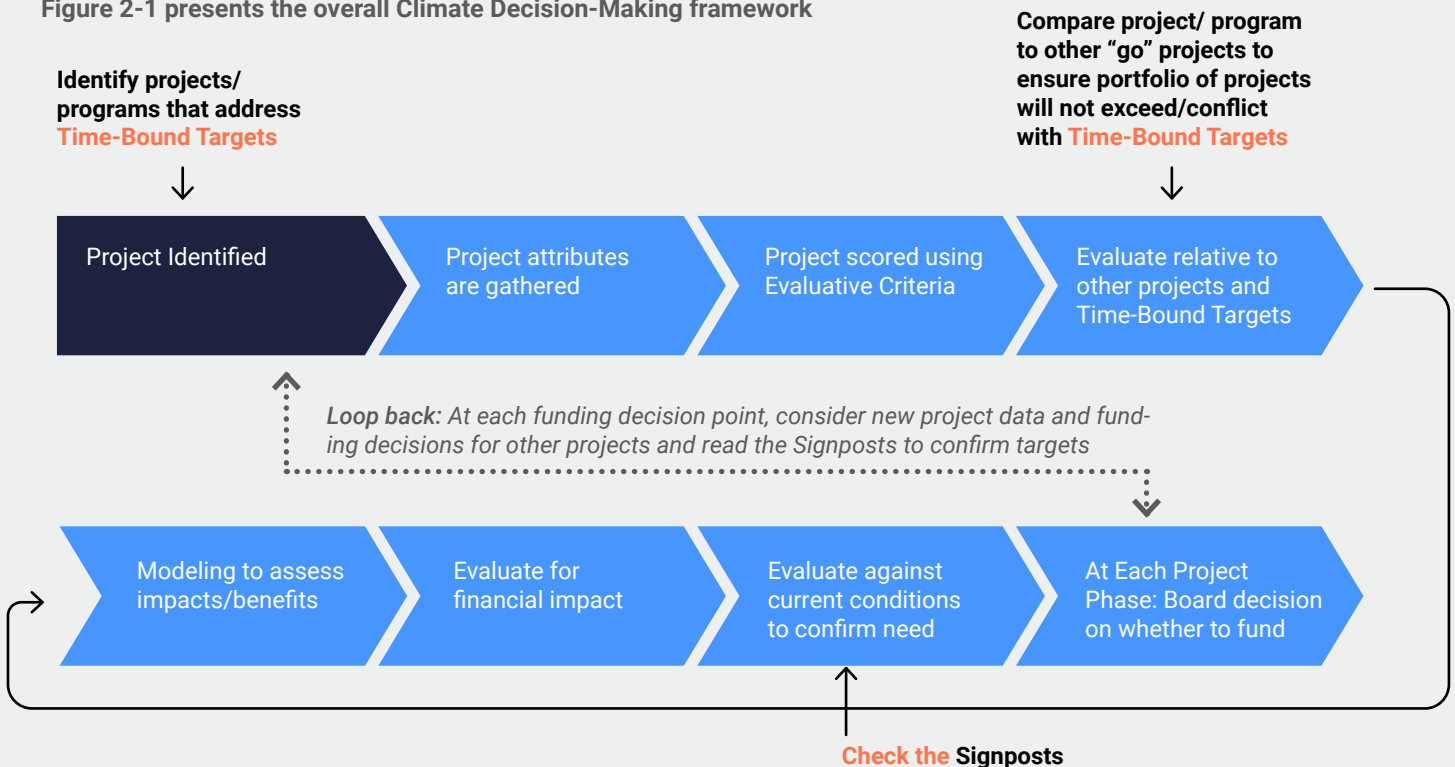 Figure 2-1 presents the overall Climate Decision-Making framework
Identify projects/
programs that address
Time-Bound Targets
Compare project/ program
to other “go” projects to
ensure portfolio of projects
will not exceed/conflict
with Time-Bound Targets
Project Identified
Project attributes
are gathered
Project scored using
Evaluative Criteria
Evaluate relative to
other projects and
Time-Bound Targets
Loop back: At each funding decision point, consider new project data and fund-
ing decisions for other projects and read the Signposts to confirm targets
Modeling to assess
impacts/benefits
Evaluate for
financial impact
Evaluate against
current conditions
to confirm need
At Each Project
Phase: Board decision
on whether to fund
Check the Signposts